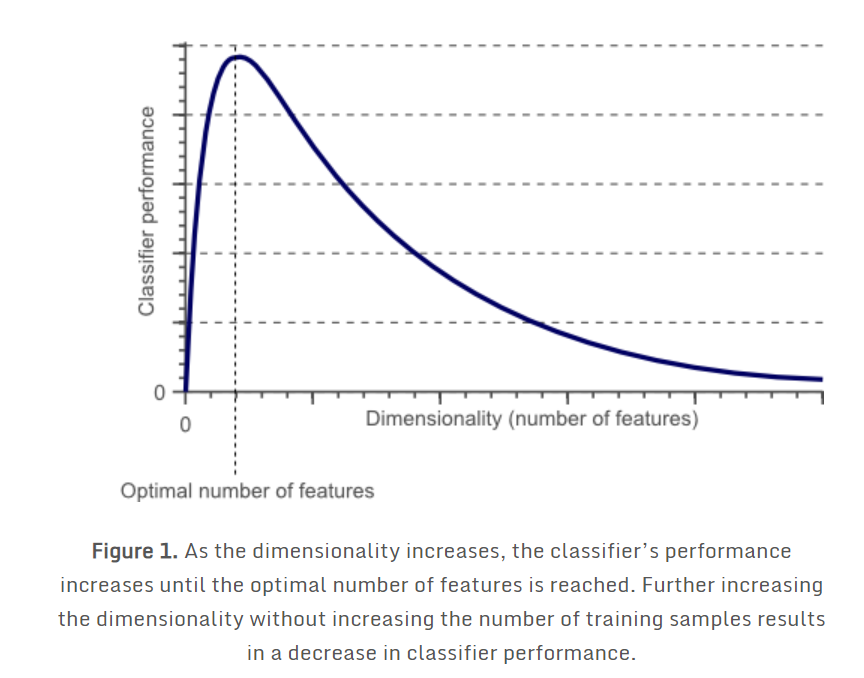 Classifier performance
0
0
Dimensionality (number of features)
Optimal number of features
Figure 1. As the dimensionality increases, the classifier’s performance
increases until the optimal number of features is reached. Further increasing
the dimensionality without increasing the number of training samples results
in a decrease in classifier performance.